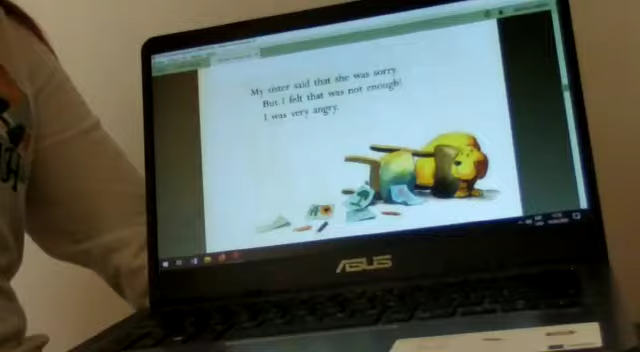 My sister said that she was sorry
But I felt that was not enough!
I was very angry.
ASUS